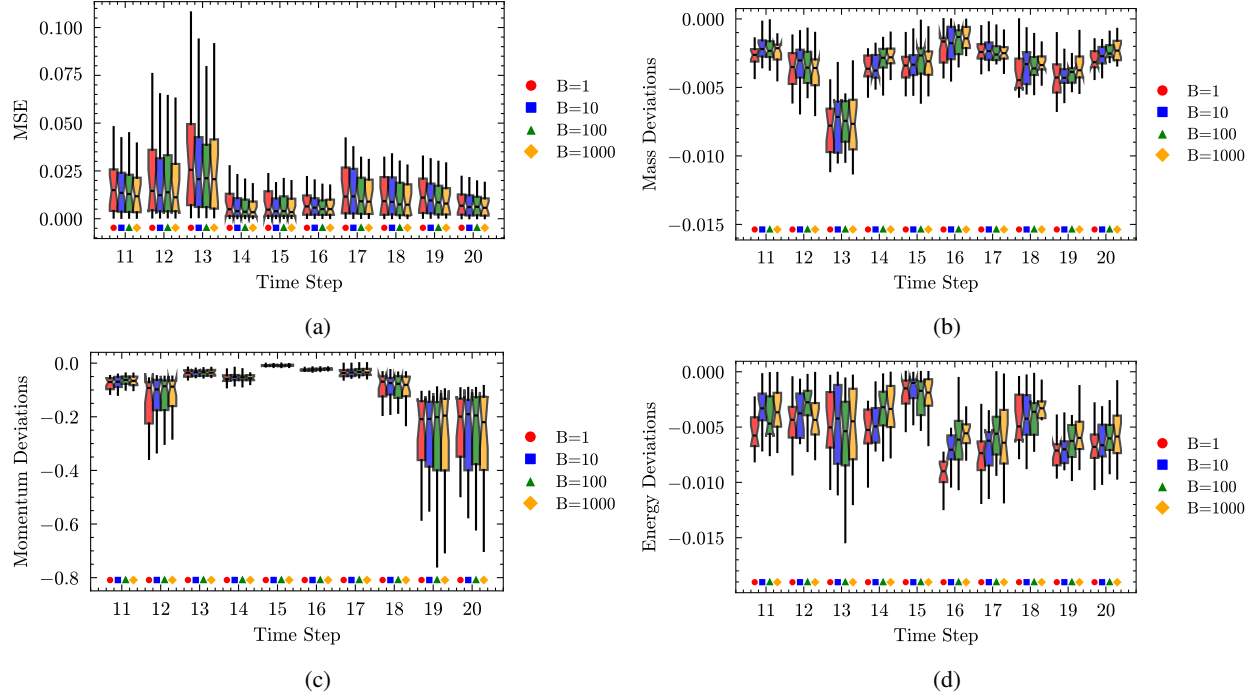 0.100
0.075
0.050
0.025
0.000
MSE
11 12 13 14 15 16 17 18 19 20
Time Step
B=1
B=10
B=100
B=1000
(a)
0.000
−0.005
−0.010
−0.015
Mass Deviations
11 12 13 14 15 16 17 18 19 20
Time Step
B=1
B=10
B=100
B=1000
(b)
0.0
−0.2
−0.4
−0.6
−0.8
Momentum Deviations
11 12 13 14 15 16 17 18 19 20
Time Step
B=1
B=10
B=100
B=1000
(c)
0.000
−0.005
−0.010
−0.015
Energy Deviations
11 12 13 14 15 16 17 18 19 20
Time Step
B=1
B=10
B=100
B=1000
(d)